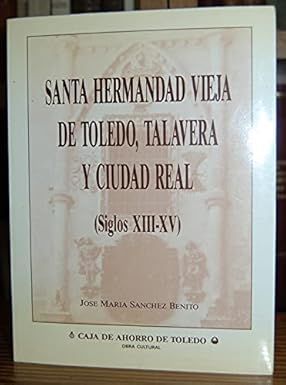 SANTA HERMANDAD VIEJA
DE TOLEDO, TALAVERA
Y CIUDAD REAL
(Siglos XIII-XV)
JOSE MARIA SANCHEZ BENITO
CAJA DE AHORRO DE TOLEDO
OBRA CULTURAL